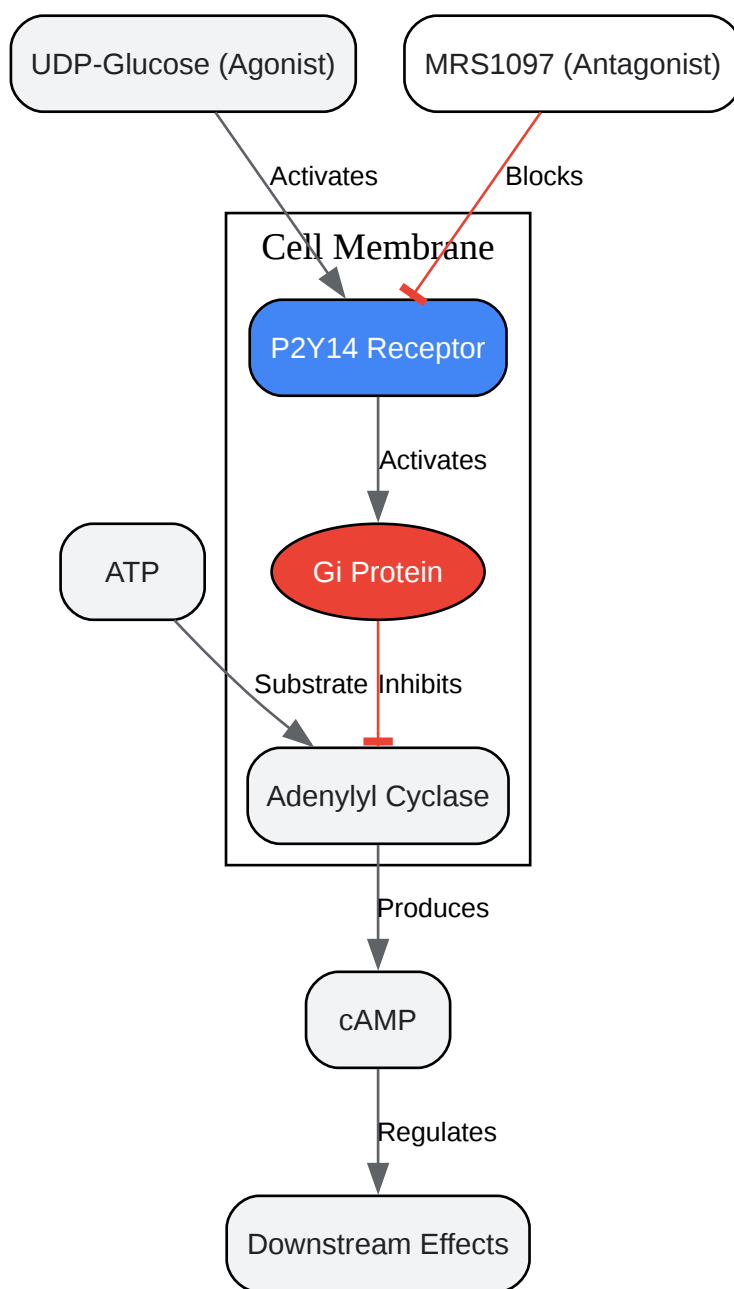 UDP-Glucose (Agonist)
MRS1097 (Antagonist)
Activates
Blocks
Cell Membrane
P2Y14 Receptor
Activates
ATP
Gi Protein
Substrate
Inhibits
Adenylyl Cyclase
Produces
cAMP
Regulates
Downstream Effects